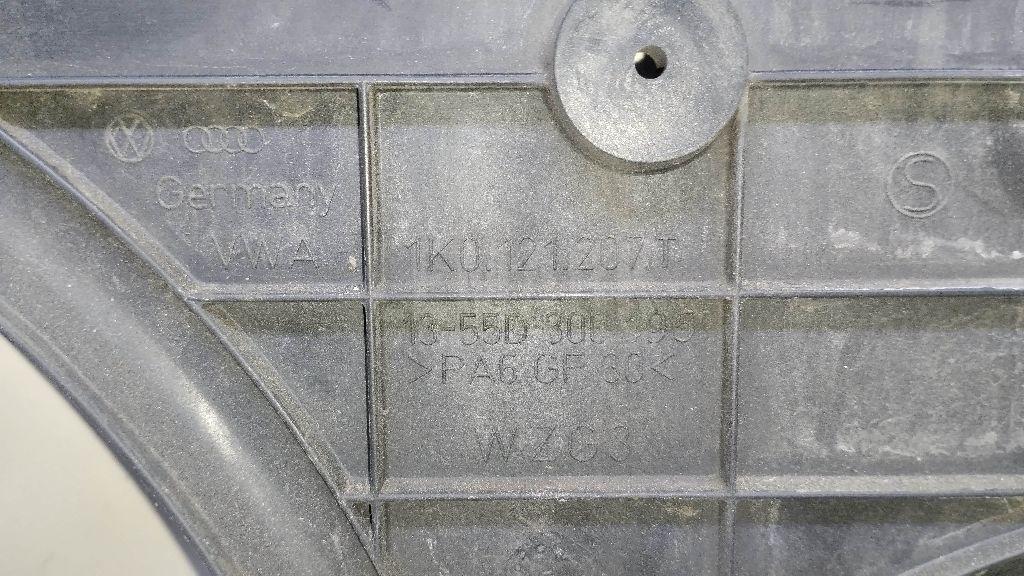 Germany
VWA
1K0.121.207.T
S
>PA6.GF 30<
WZG3